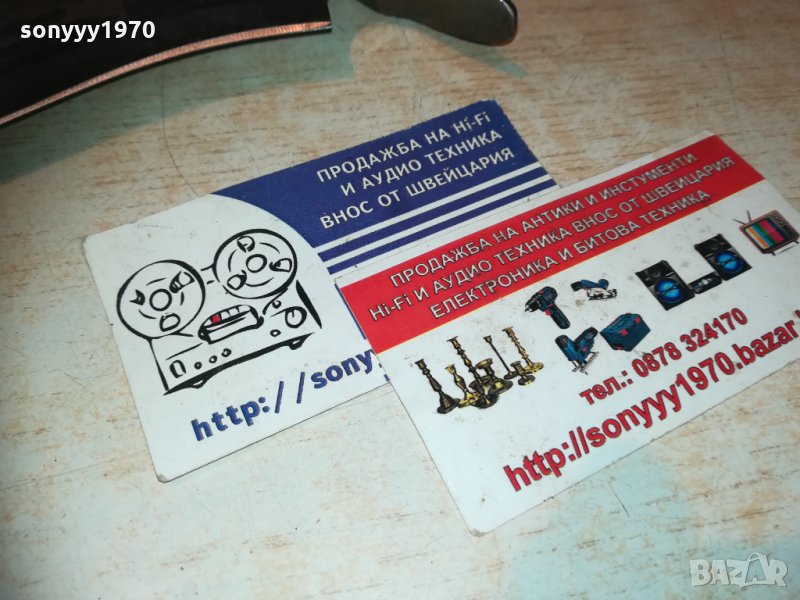 sonyyy1970
ПРОДАЖБА НА Hi-Fi
И АУДИО ТЕХНИКА
ВНОС ОТ ШВЕЙЦАРИЯ
http://sony
ПРОДАЖБА НА АНТИКИ И ИНСТУМЕНТИ
Hi-Fi И АУДИО ТЕХНИКА ВНОС ОТ ШВЕЙЦАРИЯ
ЕЛЕКТРОНИКА И БИТОВА ТЕХНИКА
тел.: 0878 324170
http://sonyyy1970.bazar.
BAZAR